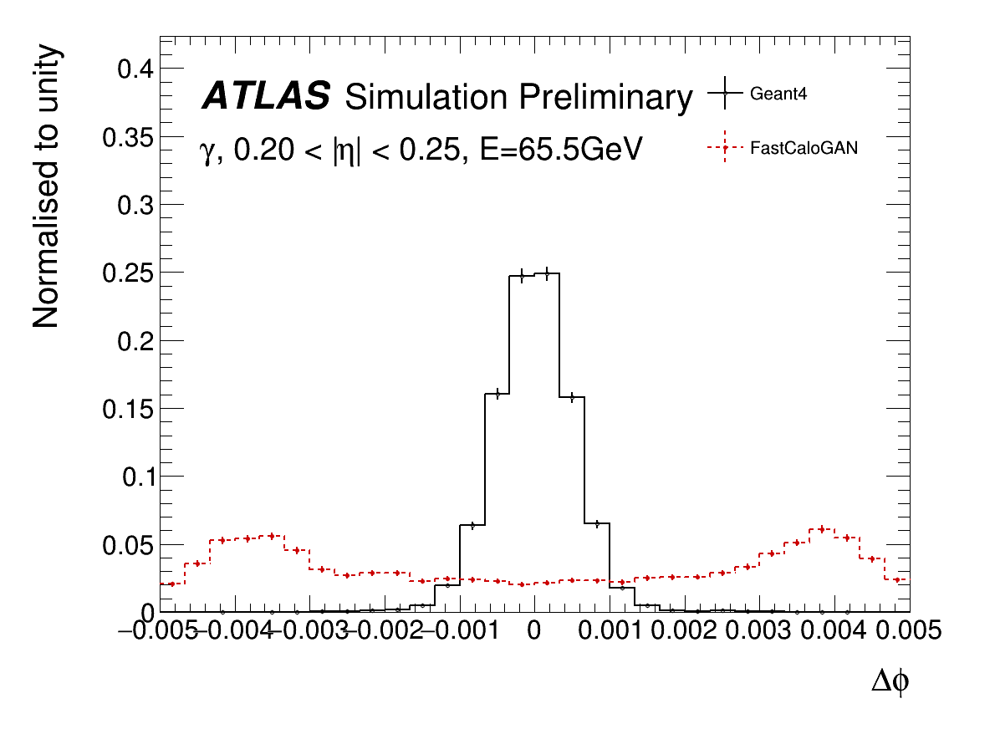 Normalised to unity
ATLAS Simulation Preliminary
γ, 0.20 < |η| < 0.25, E=65.5GeV
Geant4
FastCaloGAN
0.4
0.35
0.3
0.25
0.2
0.15
0.1
0.05
0
−0.005 −0.004 −0.003 −0.002 −0.001 0 0.001 0.002 0.003 0.004 0.005
Δϕ